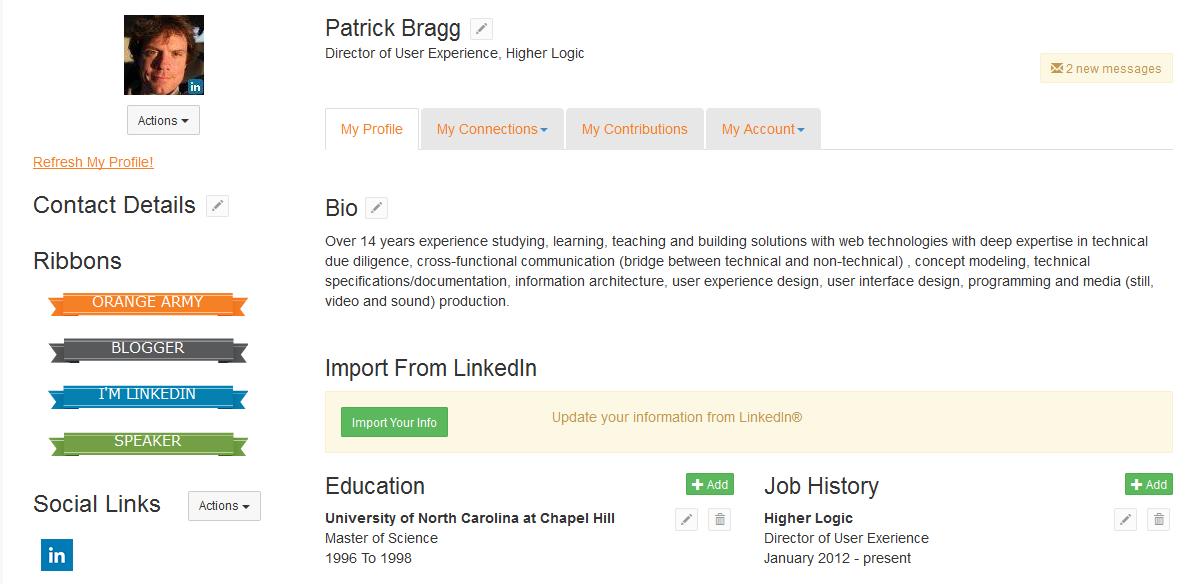 Patrick Bragg
Director of User Experience, Higher Logic
2 new messages
in
Actions
Refresh My Profile!
Contact Details
Ribbons
ORANGE ARMY
BLOGGER
I'M LINKEDIN
SPEAKER
Social Links
Actions
in
My Profile
My Connections
My Contributions
My Account
Bio
Over 14 years experience studying, learning, teaching and building solutions with web technologies with deep expertise in technical
due diligence, cross-functional communication (bridge between technical and non-technical) , concept modeling, technical
specifications/documentation, information architecture, user experience design, user interface design, programming and media (still,
video and sound) production.
Import From LinkedIn
Import Your Info
Update your information from LinkedIn®
Education
Add
University of North Carolina at Chapel Hill
Master of Science
1996 To 1998
Job History
Add
Higher Logic
Director of User Exerience
January 2012 - present